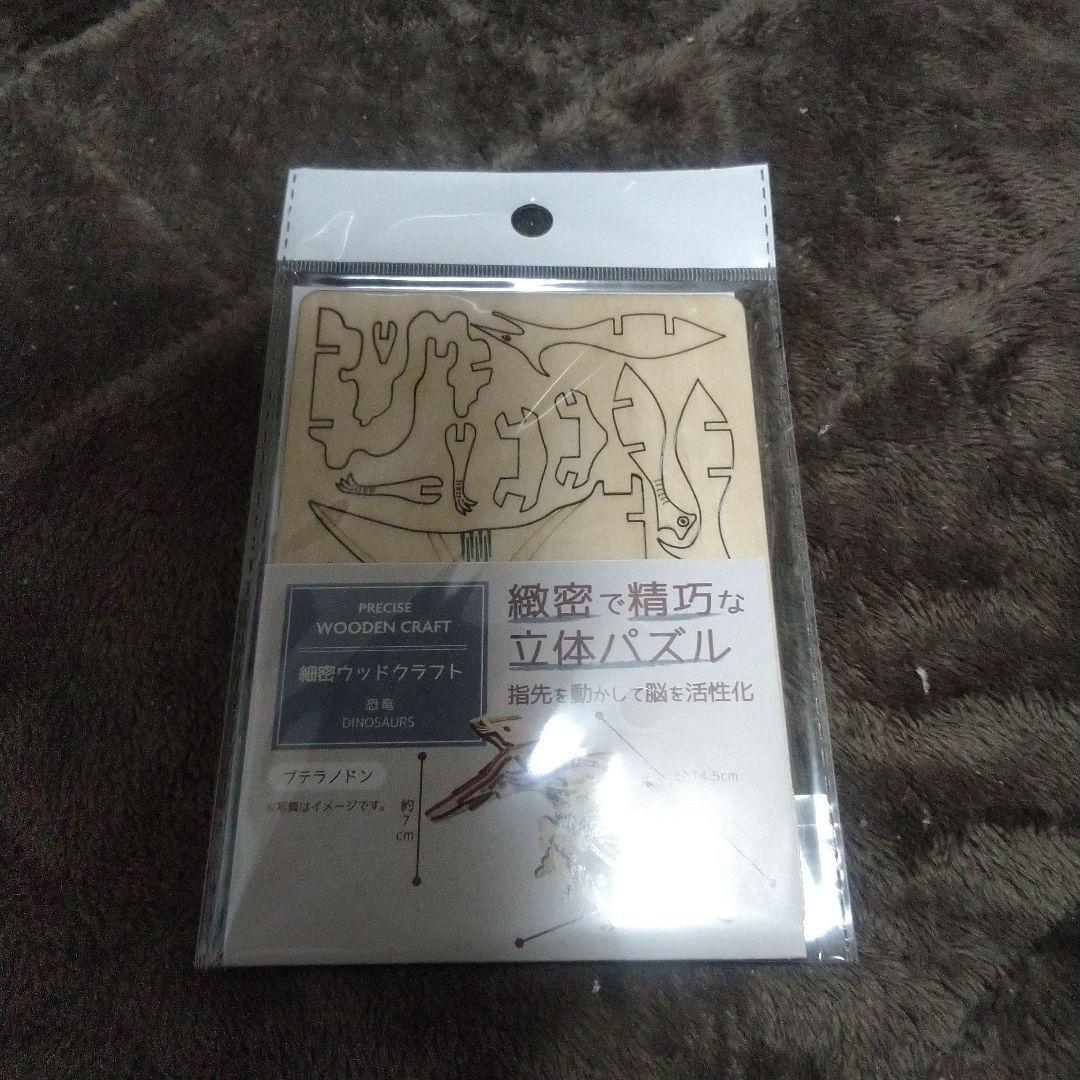 PRECISE
WOODEN CRAFT
細密ウッドクラフト
恐竜
DINOSAURS
緻密で精巧な
立体パズル
指先を動かして脳を活性化
プテラノドン
※写真はイメージです。
約
7
cm
14.5cm